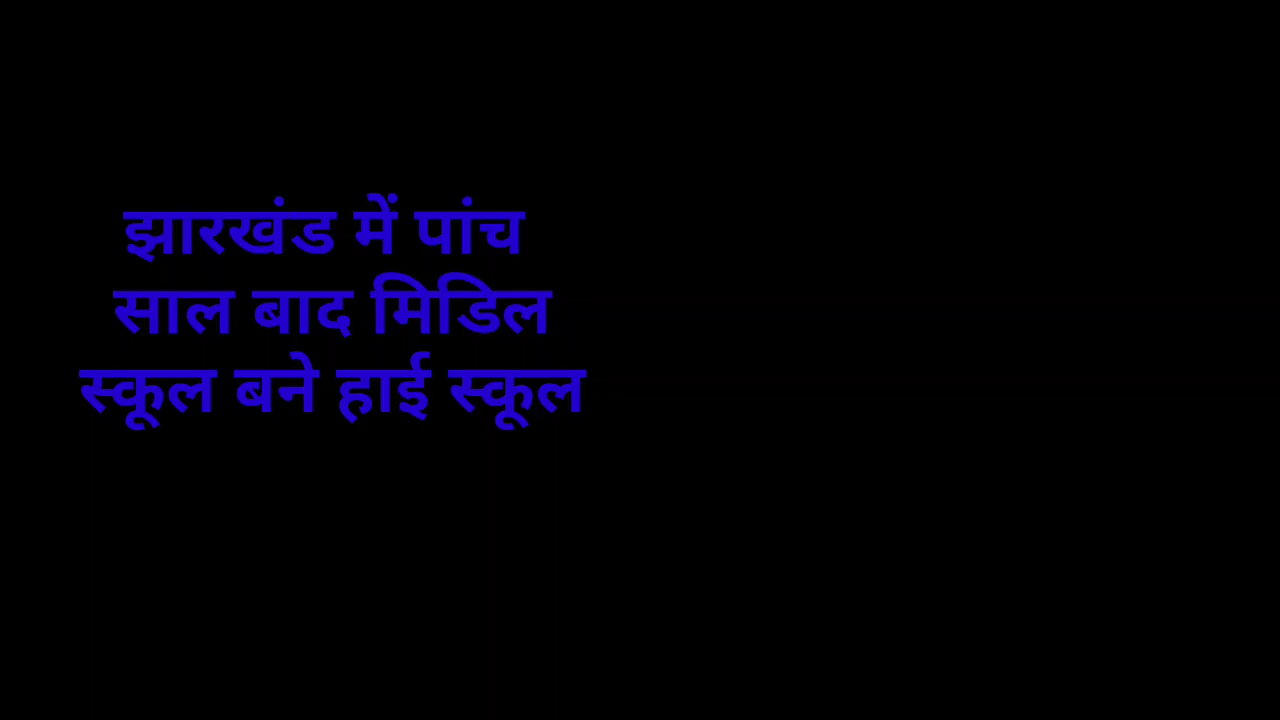 झारखंड में पांच
साल बाद मिडिल
स्कूल बने हाई स्कूल